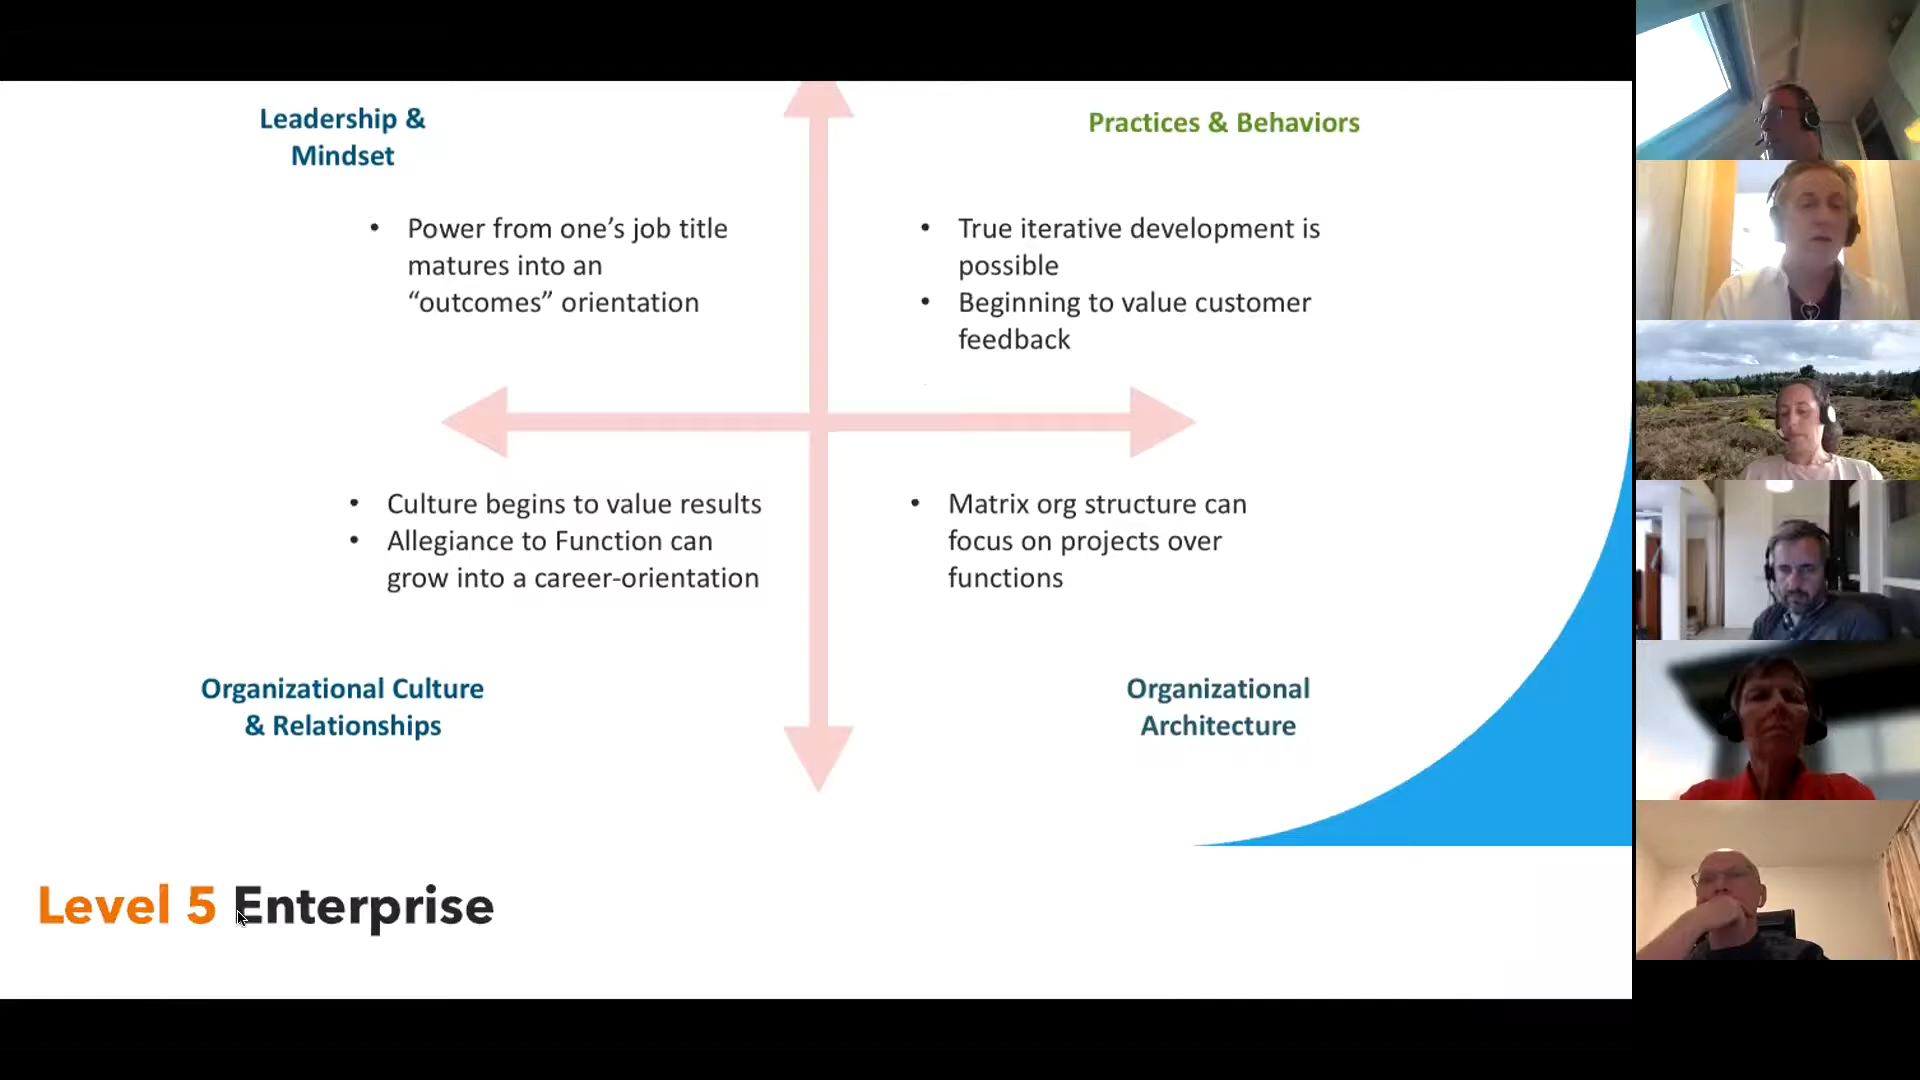 Leadership &
Mindset
Practices & Behaviors
• Power from one’s job title
matures into an
“outcomes” orientation
• True iterative development is
possible
• Beginning to value customer
feedback
• Culture begins to value results
• Allegiance to Function can
grow into a career-orientation
• Matrix org structure can
focus on projects over
functions
Organizational Culture
& Relationships
Organizational
Architecture
Level 5 Enterprise